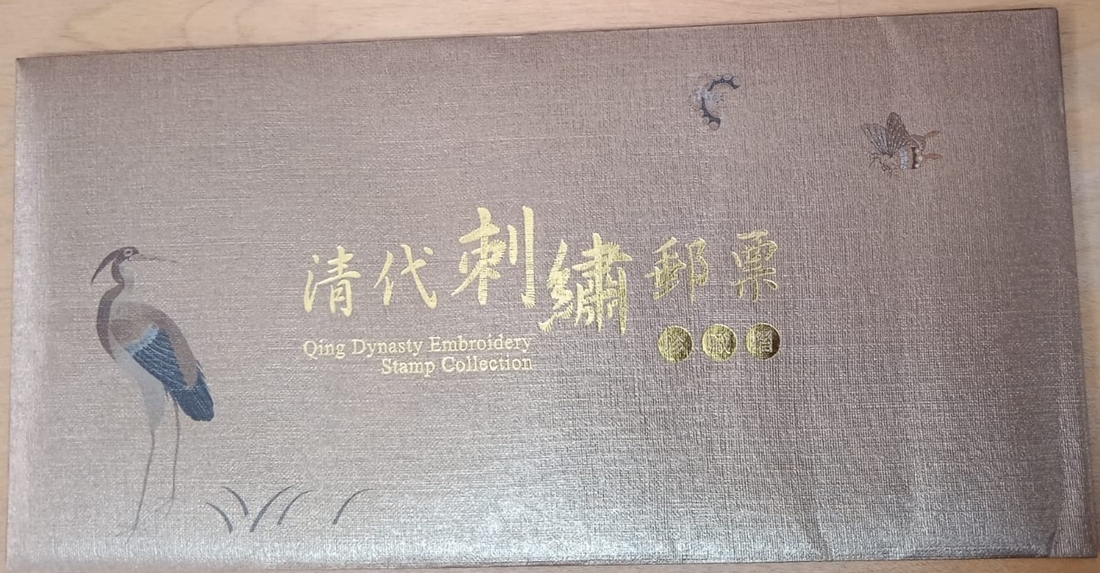 清代刺繡郵票
Qing Dynasty Embroidery
Stamp Collection